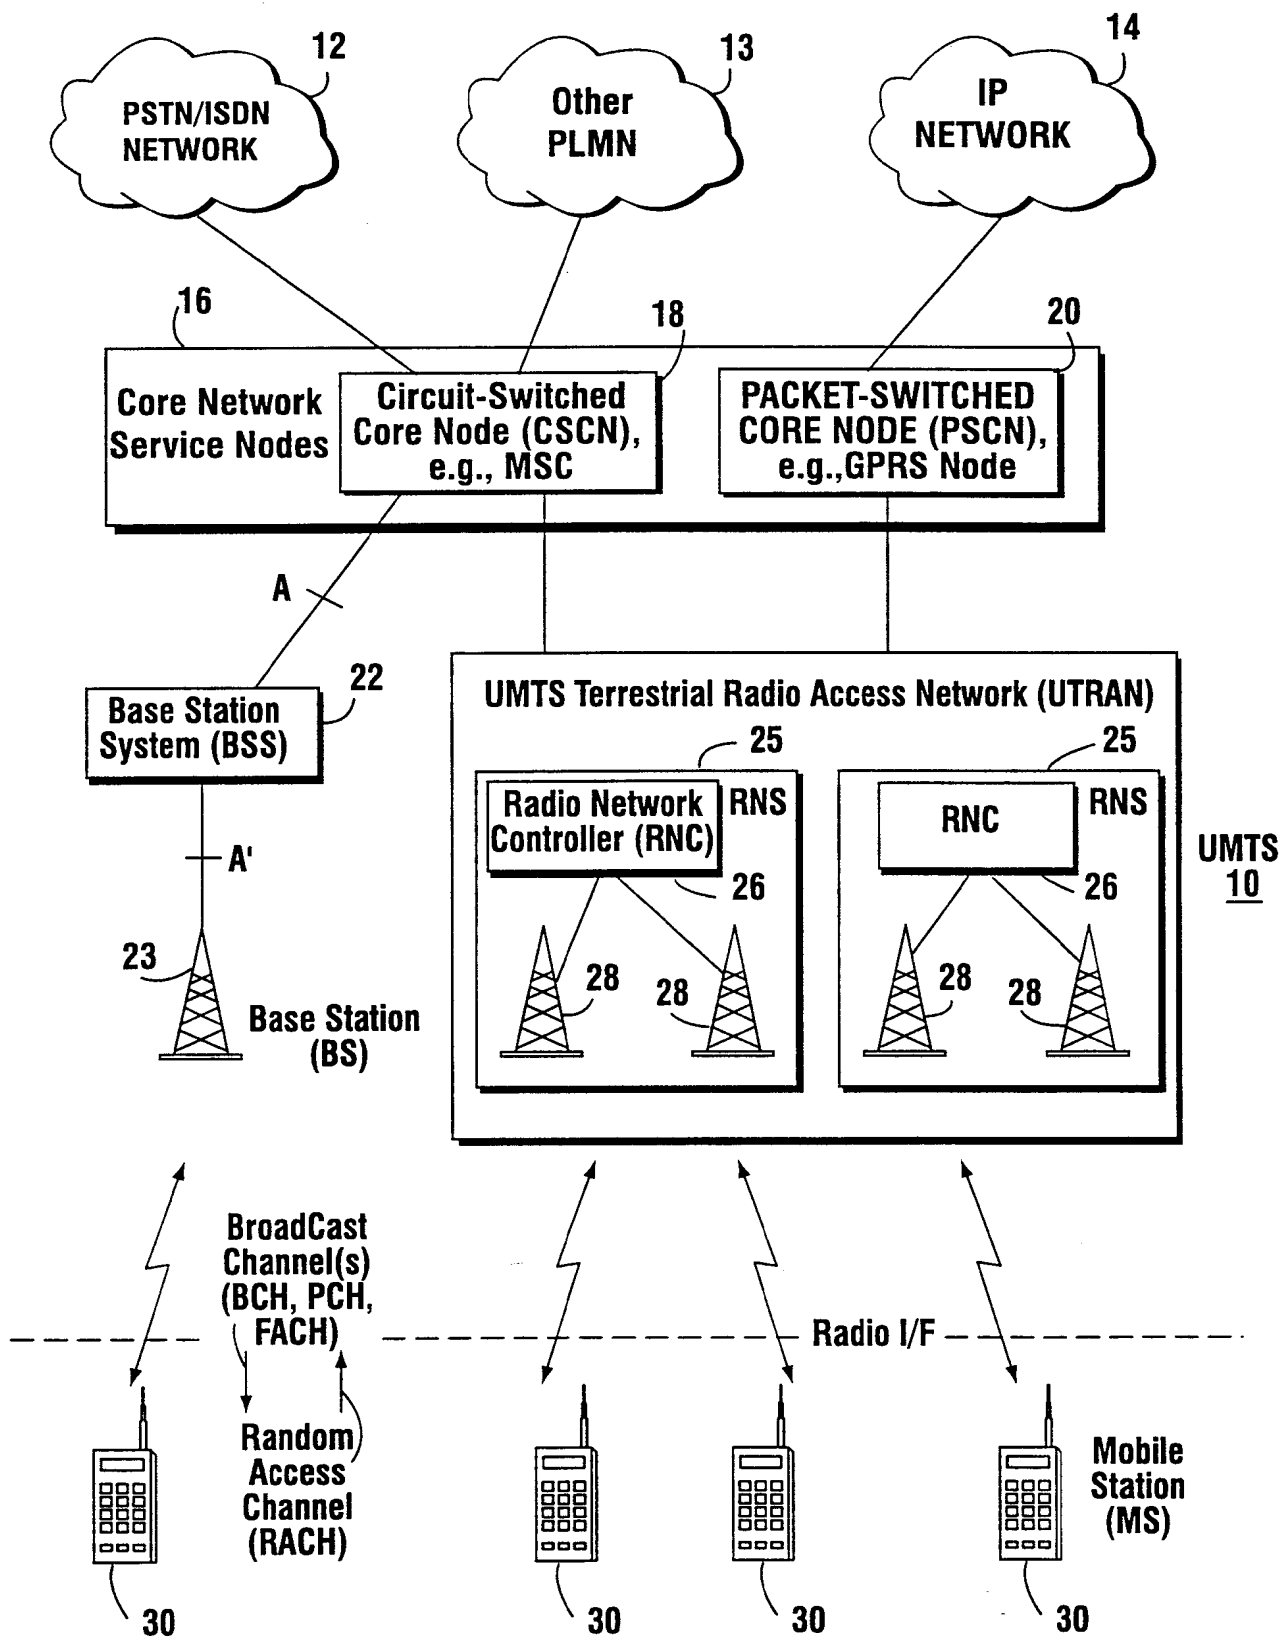 12
13
14
PSTN/ISDN
NETWORK
Other
PLMN
IP
NETWORK
16
18
20
Core Network
Service Nodes
Circuit-Switched
Core Node (CSCN),
e.g., MSC
PACKET-SWITCHED
CORE NODE (PSCN),
e.g.,GPRS Node
A
22
Base Station
System (BSS)
UMTS Terrestrial Radio Access Network (UTRAN)
25
25
Radio Network
Controller (RNC)
RNS
RNC
RNS
A'
26
26
UMTS
10
23
28
28
28
28
Base Station
(BS)
BroadCast
Channel(s)
(BCH, PCH,
FACH)
Radio I/F
Random
Access
Channel
(RACH)
Mobile
Station
(MS)
30
30
30
30